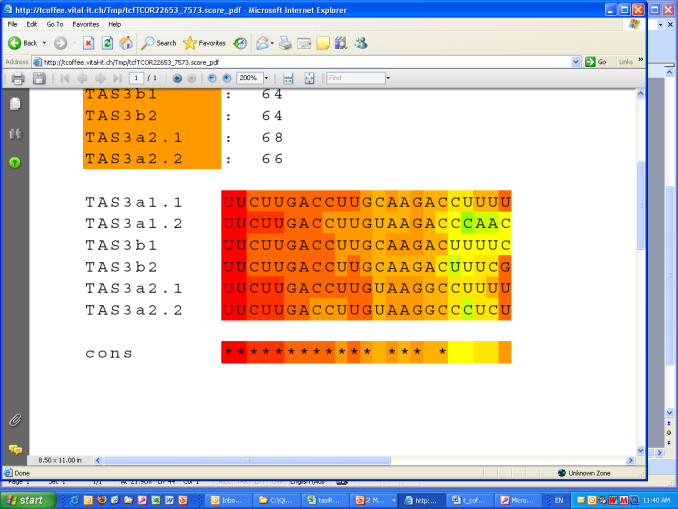 http://tcoffee.vital-it.ch/Tmp/tcfTCOR22653_7573.score_pdf - Microsoft Internet Explorer
File Edit Go To Favorites Help
Back Search Favorites
Address http://tcoffee.vital-it.ch/Tmp/tcfTCOR22653_7573.score_pdf Go Links »
1 / 1 200% Find
TAS3b1 : 64
TAS3b2 : 64
TAS3a2.1 : 68
TAS3a2.2 : 66
TAS3a1.1 UUCUUGACCUUGCAAGACCUUUU
TAS3a1.2 UUCUUGACCUUGUAAGACCCAAC
TAS3b1 UUCUUGACCUUGCAAGACUUUUC
TAS3b2 UUCUUGACCUUGCAAGACUUUCG
TAS3a2.1 UUCUUGACCUUGUAAGGCCUUUU
TAS3a2.2 UUCUUGACCUUGUAAGGCCCUCU
cons ************ *** *
8.50 x 11.00 in
Done Unknown Zone
start Inbo... C:\Qi... tasiR... 2 M... http:... t_cof... Micro... EN 11:40 AM